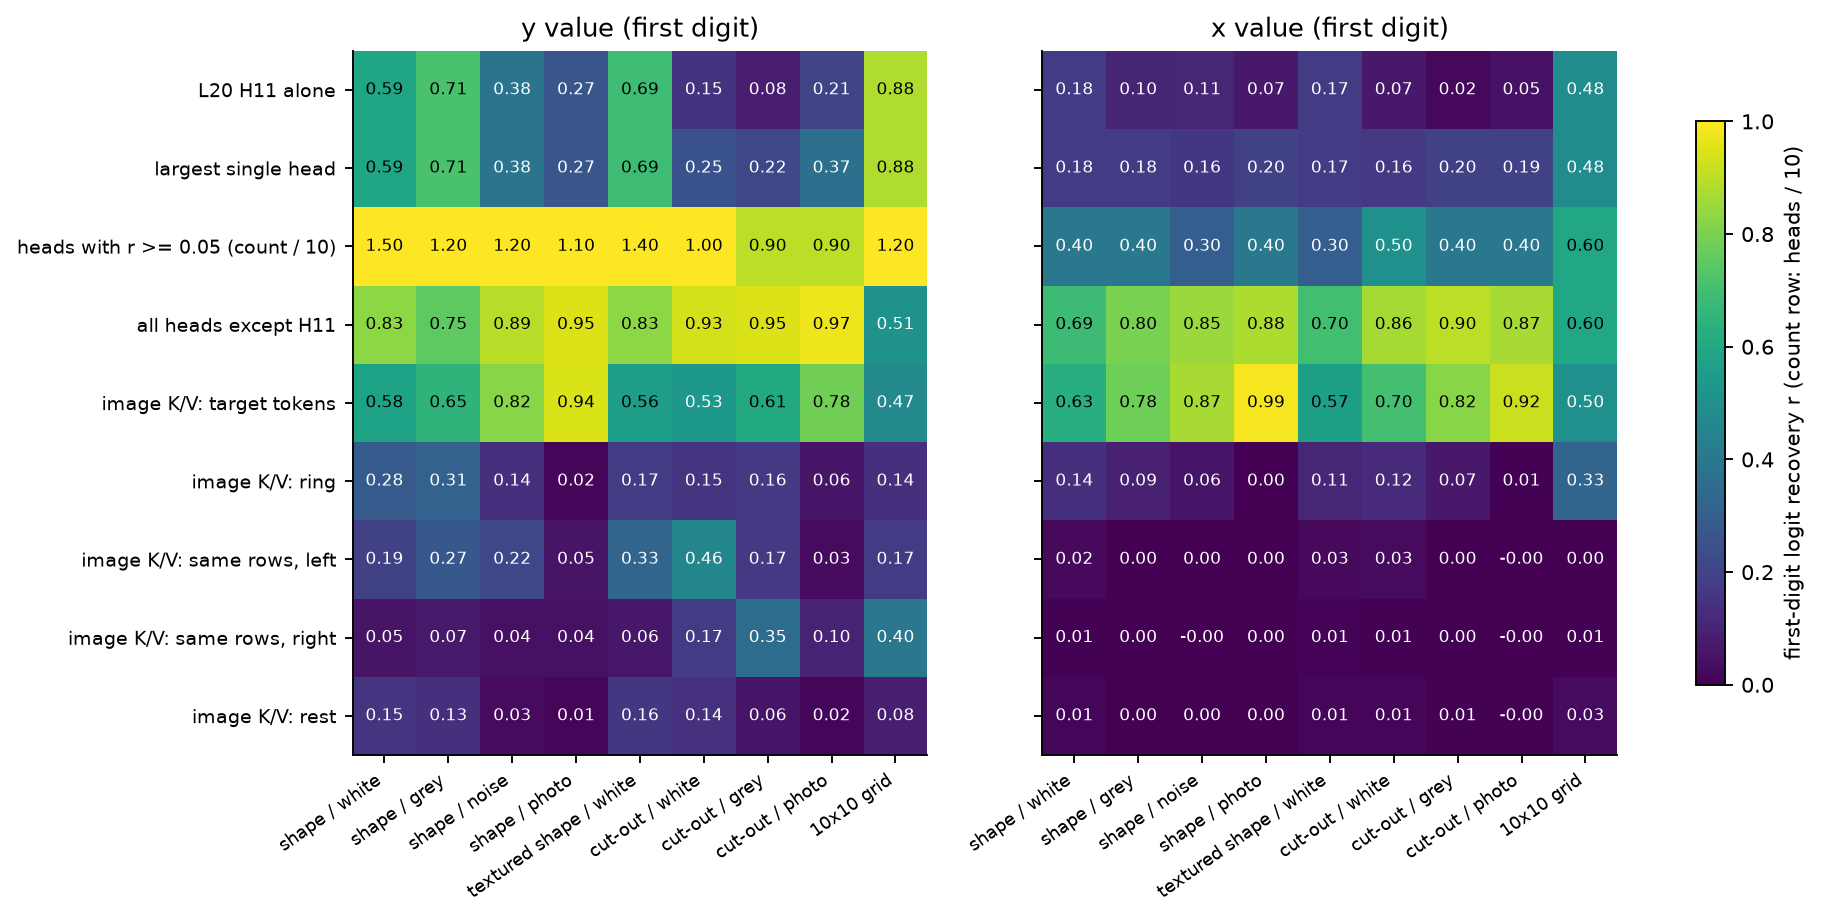 y value (first digit)
x value (first digit)
L20 H11 alone
0.59 0.71 0.38 0.27 0.69 0.15 0.08 0.21 0.88
0.18 0.10 0.11 0.07 0.17 0.07 0.02 0.05 0.48
largest single head
0.59 0.71 0.38 0.27 0.69 0.25 0.22 0.37 0.88
0.18 0.18 0.16 0.20 0.17 0.16 0.20 0.19 0.48
heads with r >= 0.05 (count / 10)
1.50 1.20 1.20 1.10 1.40 1.00 0.90 0.90 1.20
0.40 0.40 0.30 0.40 0.30 0.50 0.40 0.40 0.60
all heads except H11
0.83 0.75 0.89 0.95 0.83 0.93 0.95 0.97 0.51
0.69 0.80 0.85 0.88 0.70 0.86 0.90 0.87 0.60
image K/V: target tokens
0.58 0.65 0.82 0.94 0.56 0.53 0.61 0.78 0.47
0.63 0.78 0.87 0.99 0.57 0.70 0.82 0.92 0.50
image K/V: ring
0.28 0.31 0.14 0.02 0.17 0.15 0.16 0.06 0.14
0.14 0.09 0.06 0.00 0.11 0.12 0.07 0.01 0.33
image K/V: same rows, left
0.19 0.27 0.22 0.05 0.33 0.46 0.17 0.03 0.17
0.02 0.00 0.00 0.00 0.03 0.03 0.00 -0.00 0.00
image K/V: same rows, right
0.05 0.07 0.04 0.04 0.06 0.17 0.35 0.10 0.40
0.01 0.00 -0.00 0.00 0.01 0.01 0.00 -0.00 0.01
image K/V: rest
0.15 0.13 0.03 0.01 0.16 0.14 0.06 0.02 0.08
0.01 0.00 0.00 0.00 0.01 0.01 0.01 -0.00 0.03
shape / white
shape / grey
shape / noise
shape / photo
textured shape / white
cut-out / white
cut-out / grey
cut-out / photo
10x10 grid
shape / white
shape / grey
shape / noise
shape / photo
textured shape / white
cut-out / white
cut-out / grey
cut-out / photo
10x10 grid
1.0
0.8
0.6
0.4
0.2
0.0
first-digit logit recovery r (count row: heads / 10)